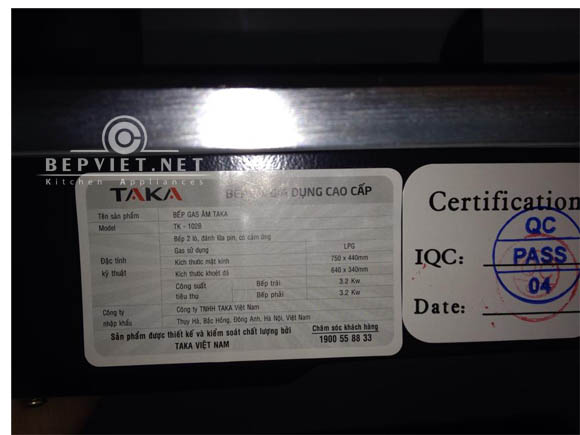 BEPVIET.NET
Kitchen Appliances
TAKA
BẾP GA GIA DỤNG CAO CẤP
Tên sản phẩm BẾP GAS ÂM TAKA
Model TK - 102B
Đặc tính kỹ thuật
Bếp 2 lò, đánh lửa pin, có cảm ứng
Gas sử dụng LPG
Kích thước mặt kính 750 x 440mm
Kích thước khoét đá 640 x 340mm
Công suất tiêu thụ
Bếp trái 3.2 Kw
Bếp phải 3.2 Kw
Công ty nhập khẩu
Công ty TNHH TAKA Việt Nam
Thụy Hà, Bắc Hồng, Đông Anh, Hà Nội, Việt Nam
Sản phẩm được thiết kế và kiểm soát chất lượng bởi
TAKA VIỆT NAM
Chăm sóc khách hàng
1900 55 88 33
Certification
IQC:
Date:
QC
PASS
04